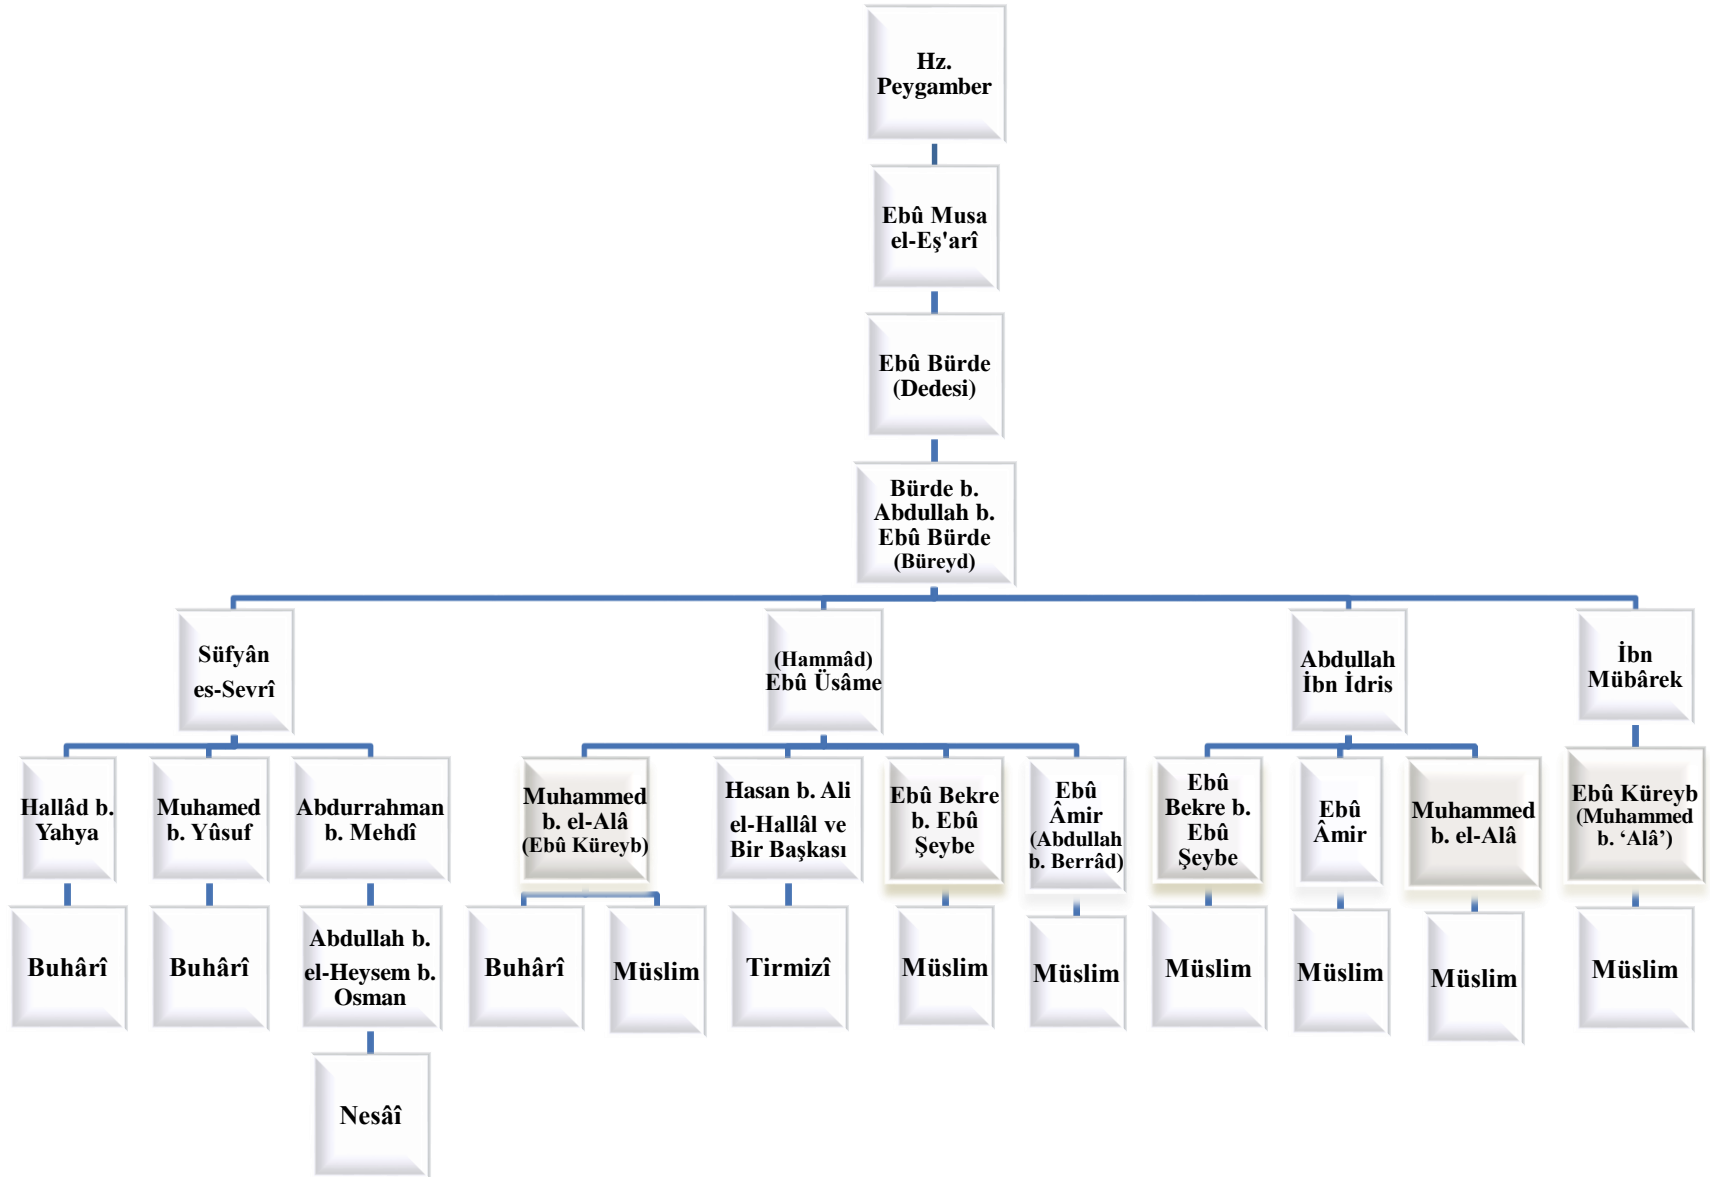 Hz.
Peygamber
Ebû Musa
el-Eş'arî
Ebû Bürde
(Dedesi)
Bürde b.
Abdullah b.
Ebû Bürde
(Büreyd)
Süfyân
es-Sevrî
(Hammâd)
Ebû Üsâme
Abdullah
İbn İdris
İbn
Mübârek
Hallâd b.
Yahya
Muhamed
b. Yûsuf
Abdurrahman
b. Mehdî
Muhammed
b. el-Alâ
(Ebû Küreyb)
Hasan b. Ali
el-Hallâl ve
Bir Başkası
Ebû Bekre
b. Ebû
Şeybe
Ebû
Âmir
(Abdullah
b. Berrâd)
Ebû
Bekre b.
Ebû
Şeybe
Ebû
Âmir
Muhammed
b. el-Alâ
Ebû Küreyb
(Muhammed
b. ‘Alâ’)
Buhârî
Buhârî
Abdullah b.
el-Heysem b.
Osman
Buhârî
Müslim
Tirmizî
Müslim
Müslim
Müslim
Müslim
Müslim
Müslim
Nesâî